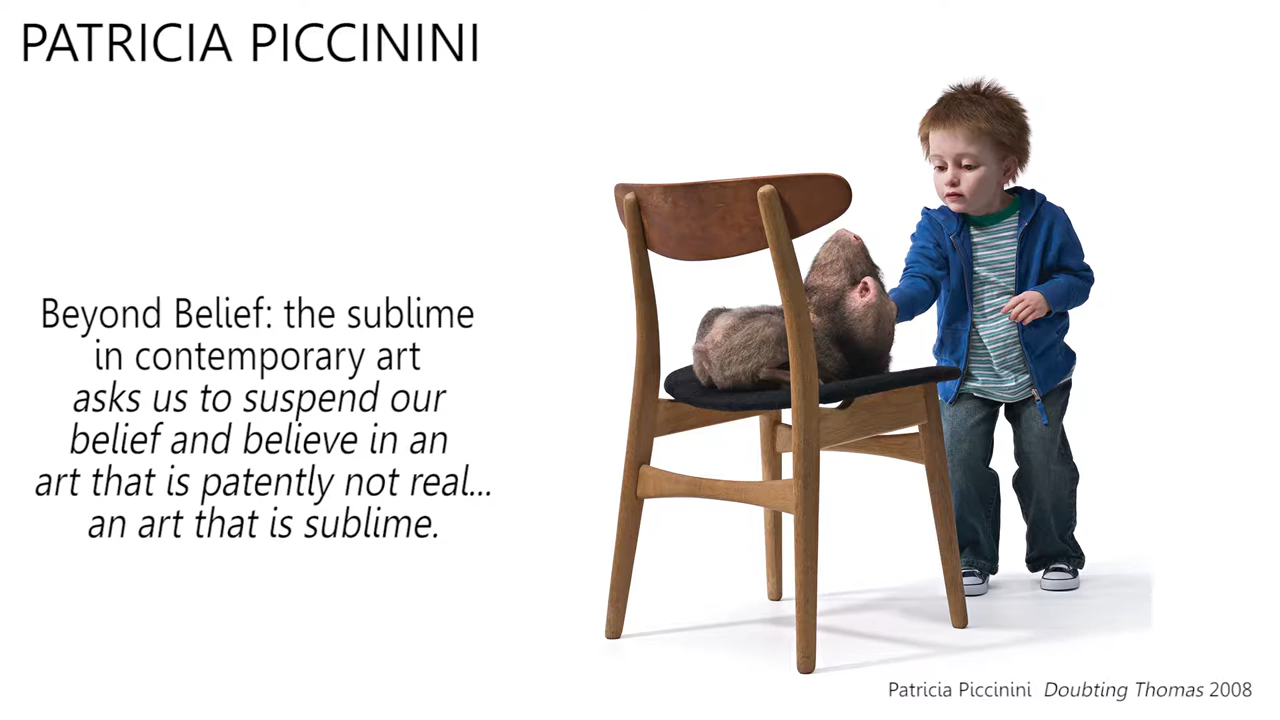 PATRICIA PICCININI
Beyond Belief: the sublime
in contemporary art
asks us to suspend our
belief and believe in an
art that is patently not real...
an art that is sublime.
Patricia Piccinini Doubting Thomas 2008